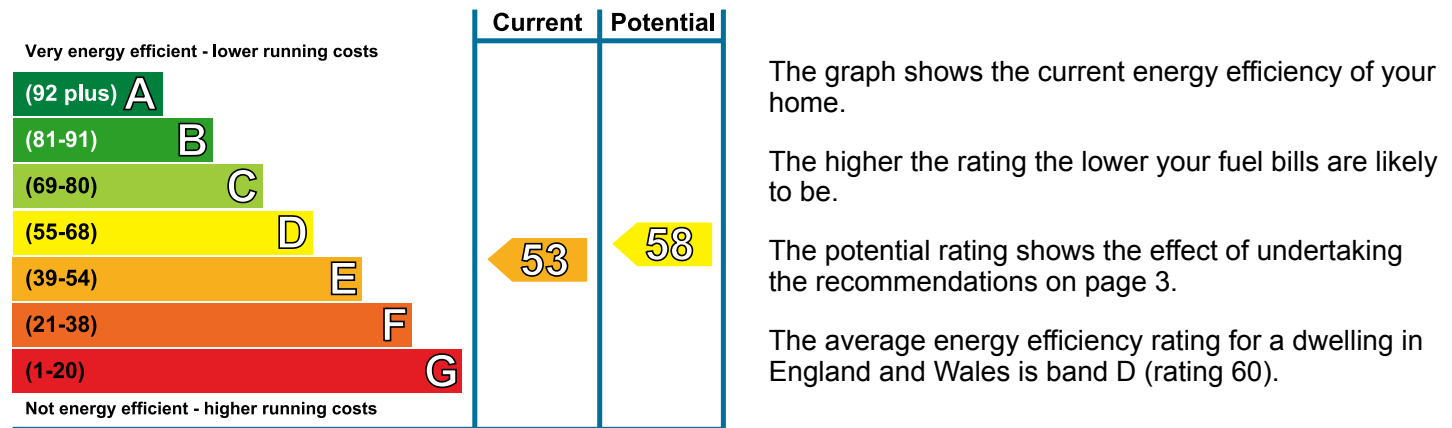 Current Potential
Very energy efficient - lower running costs
(92 plus) A
(81-91) B
(69-80) C
(55-68) D
(39-54) E
(21-38) F
(1-20) G
Not energy efficient - higher running costs
53
58
The graph shows the current energy efficiency of your
home.
The higher the rating the lower your fuel bills are likely
to be.
The potential rating shows the effect of undertaking
the recommendations on page 3.
The average energy efficiency rating for a dwelling in
England and Wales is band D (rating 60).